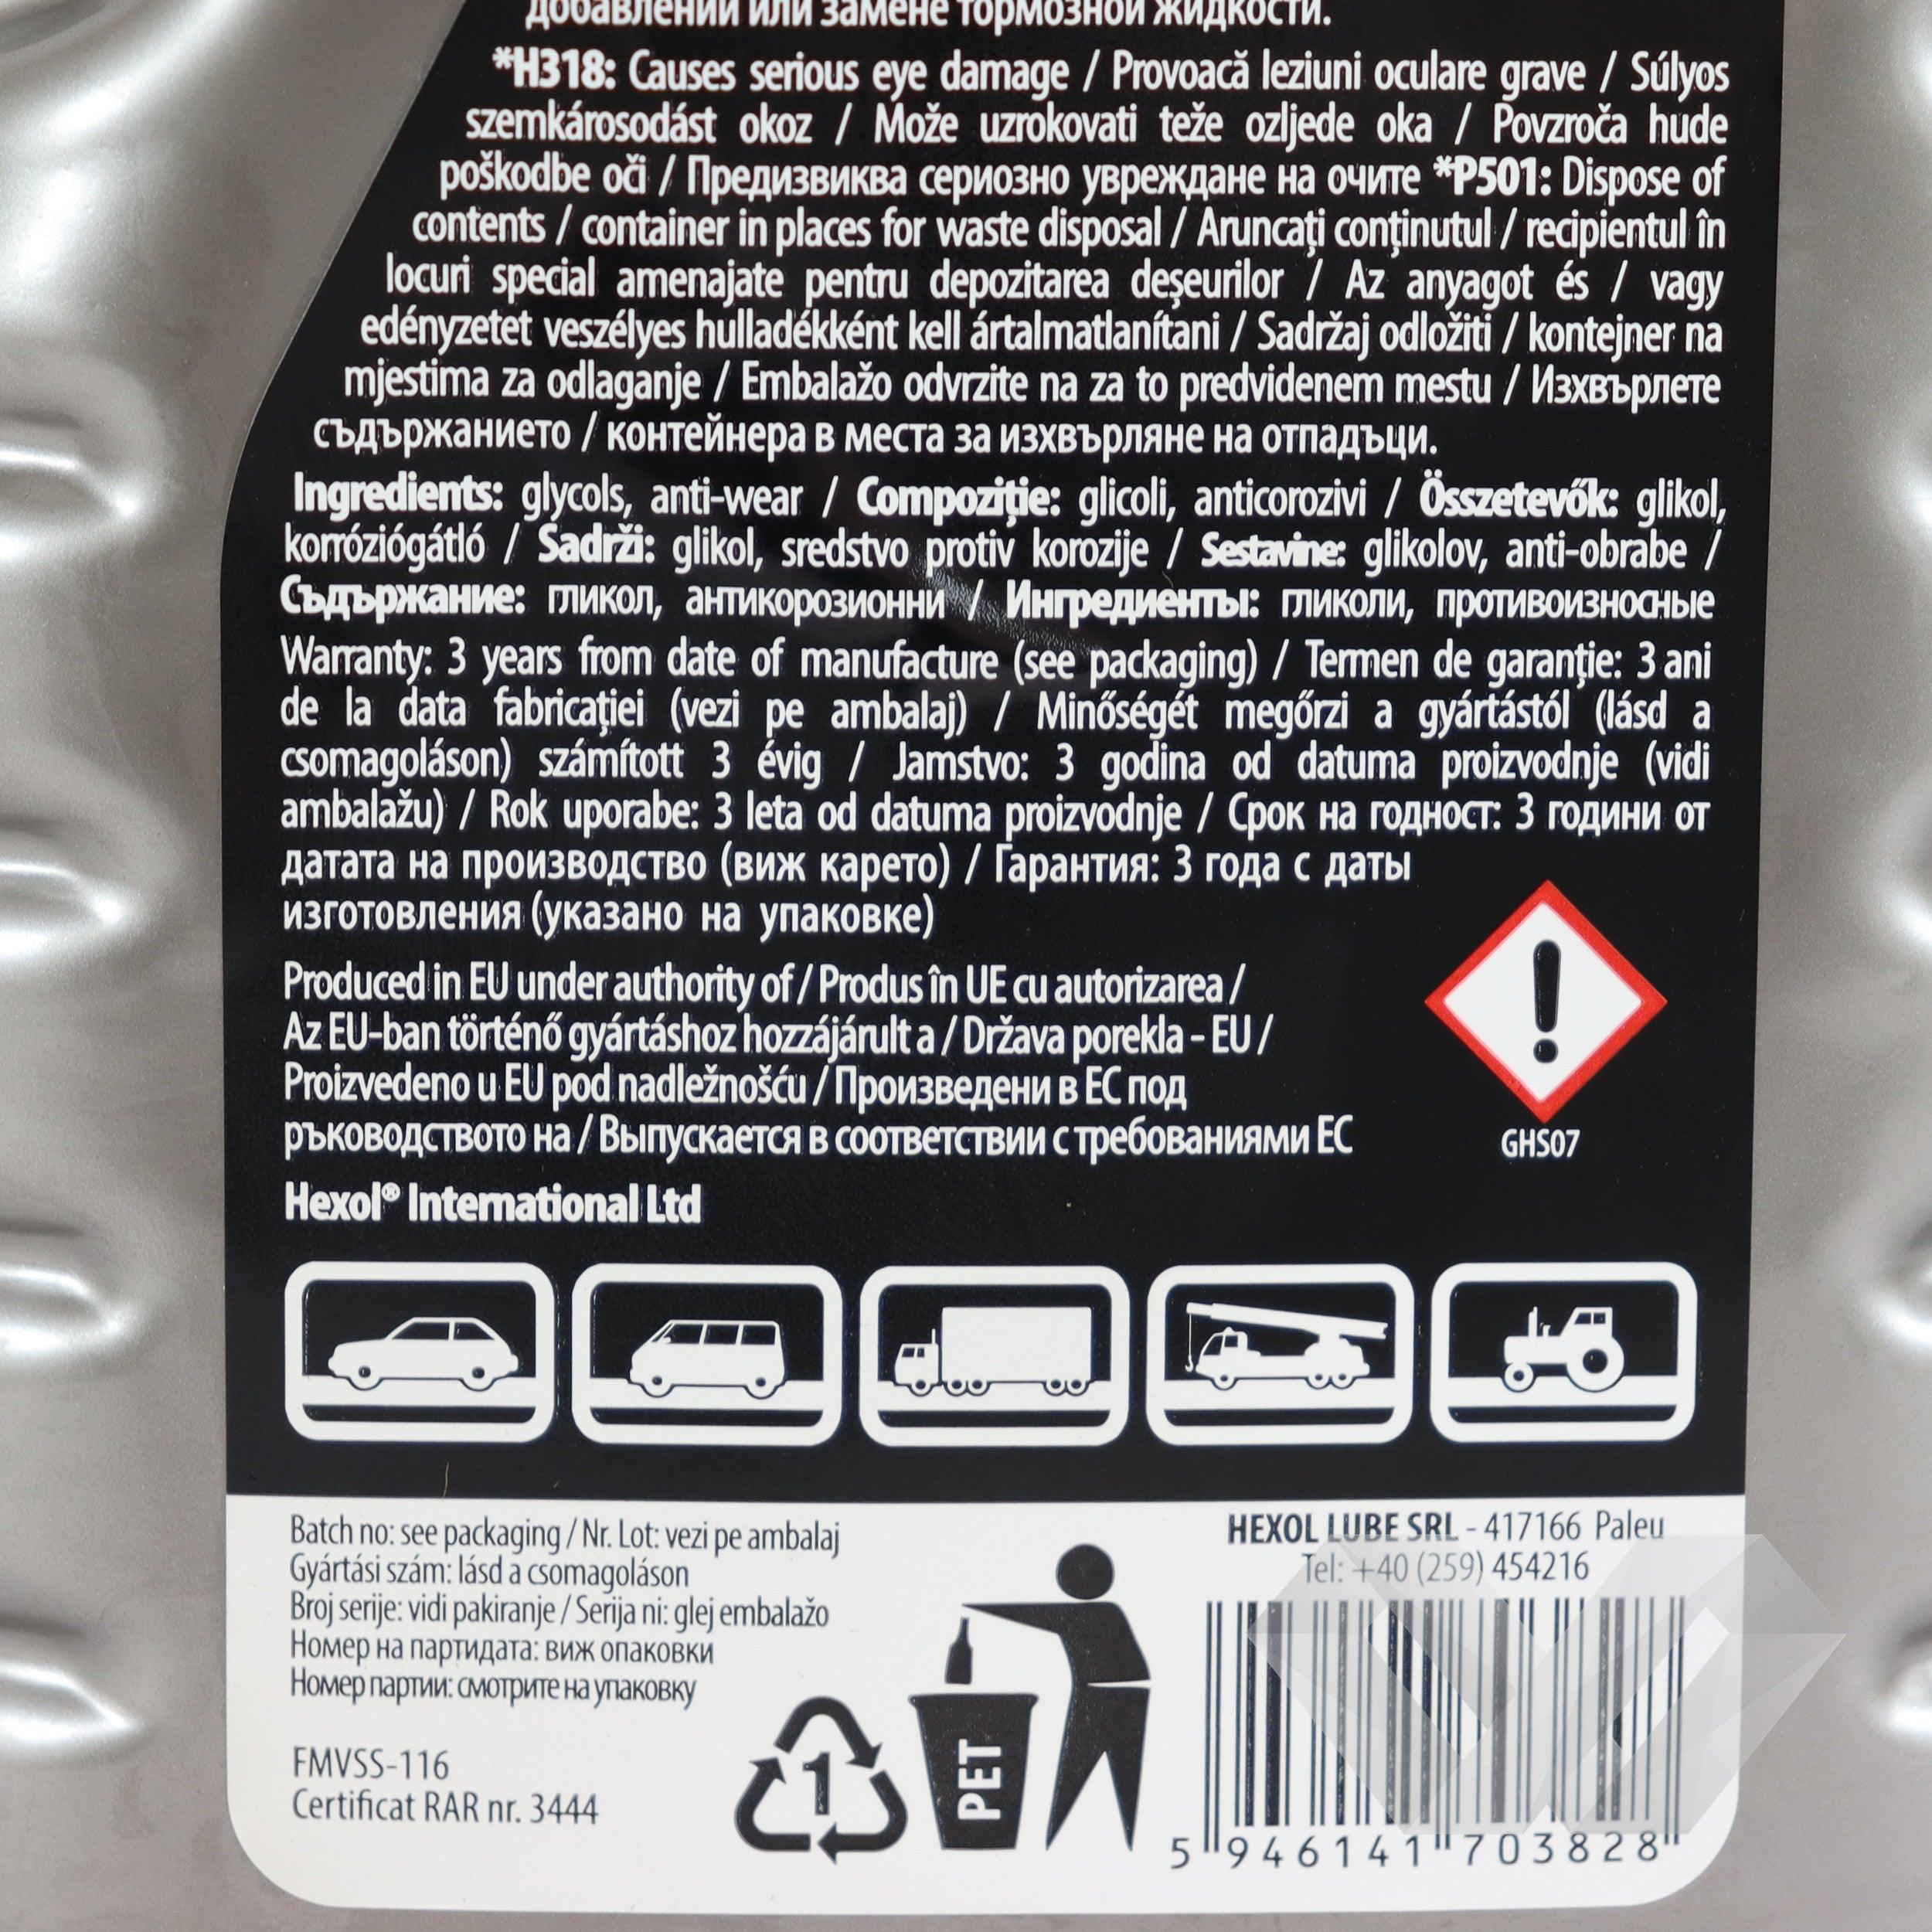 добавлении или замене тормозной жидкости.
*H318: Causes serious eye damage / Provoacă leziuni oculare grave / Súlyos
szemkárosodást okoz / Može uzrokovati teže ozljede oka / Povzroča hude
poškodbe oči / Предизвиква сериозно увреждане на очите *P501: Dispose of
contents / container in places for waste disposal / Aruncați conținutul / recipientul în
locuri special amenajate pentru depozitarea deșeurilor / Az anyagot és / vagy
edényzetet veszélyes hulladékként kell ártalmatlanítani / Sadržaj odložiti / kontejner na
mjestima za odlaganje / Embalažo odvrzite na za to predvidenem mestu / Изхвърлете
съдържанието / контейнера в места за изхвърляне на отпадъци.
Ingredients: glycols, anti-wear / Compoziție: glicoli, anticorozivi / Összetevők: glikol,
korróziógátló / Sadrži: glikol, sredstvo protiv korozije / Sestavine: glikolov, anti-obrabe /
Съдържание: гликол, антикорозионни / Ингредиенты: гликоли, противоизносные
Warranty: 3 years from date of manufacture (see packaging) / Termen de garanție: 3 ani
de la data fabricației (vezi pe ambalaj) / Minőségét megőrzi a gyártástól (lásd a
csomagoláson) számított 3 évig / Jamstvo: 3 godina od datuma proizvodnje (vidi
ambalažu) / Rok uporabe: 3 leta od datuma proizvodnje / Срок на годност: 3 години от
датата на производство (виж карето) / Гарантия: 3 года с даты
изготовления (указано на упаковке)
Produced in EU under authority of / Produs în UE cu autorizarea /
Az EU-ban történő gyártáshoz hozzájárult a / Država porekla - EU /
Proizvedeno u EU pod nadležnošću / Произведени в ЕС под
ръководството на / Выпускается в соответствии с требованиями ЕС
GHS07
Hexol® International Ltd
Batch no: see packaging / Nr. Lot: vezi pe ambalaj
Gyártási szám: lásd a csomagoláson
Broj serije: vidi pakiranje / Serija ni: glej embalažo
Номер на партидата: виж опаковки
Номер партии: смотрите на упаковку
FMVSS-116
Certificat RAR nr. 3444
1
PET
HEXOL LUBE SRL - 417166 Paleu
Tel: +40 (259) 454216
5 946141 703828